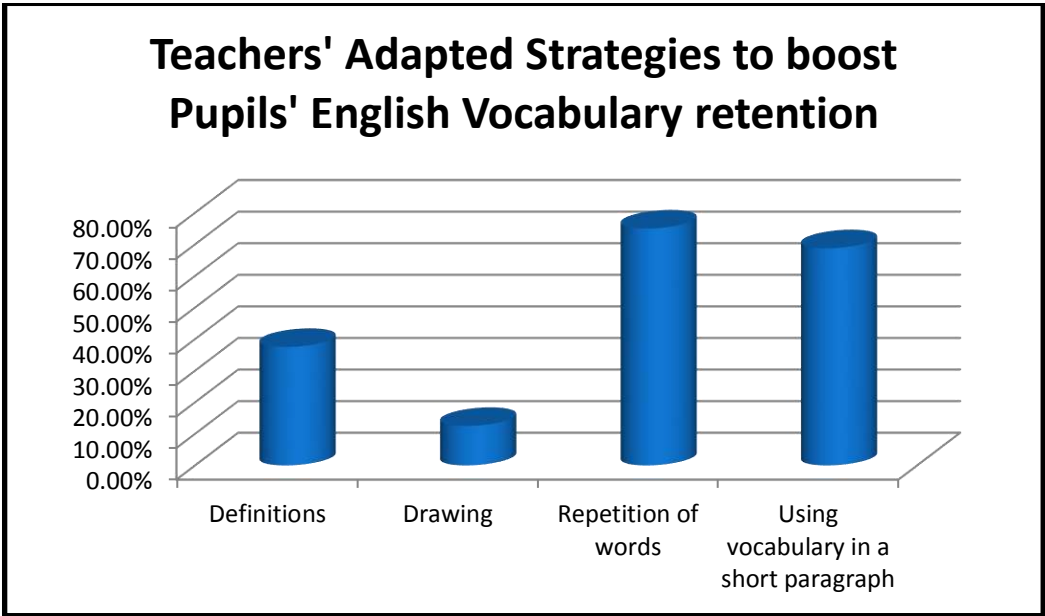 Teachers' Adapted Strategies to boost
Pupils' English Vocabulary retention
80.00%
70.00%
60.00%
50.00%
40.00%
30.00%
20.00%
10.00%
0.00%
Definitions
Drawing
Repetition of
words
Using
vocabulary in a
short paragraph